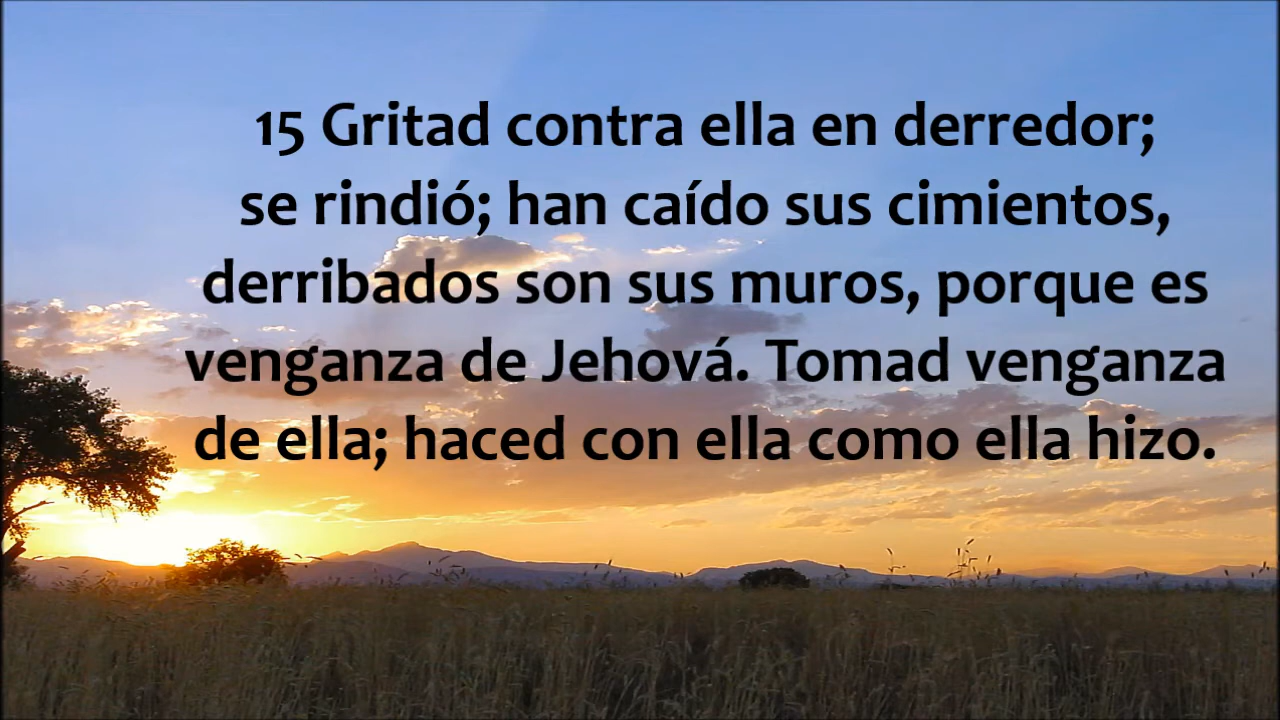 15 Gritad contra ella en derredor;
se rindió; han caído sus cimientos,
derribados son sus muros, porque es
venganza de Jehová. Tomad venganza
de ella; haced con ella como ella hizo.